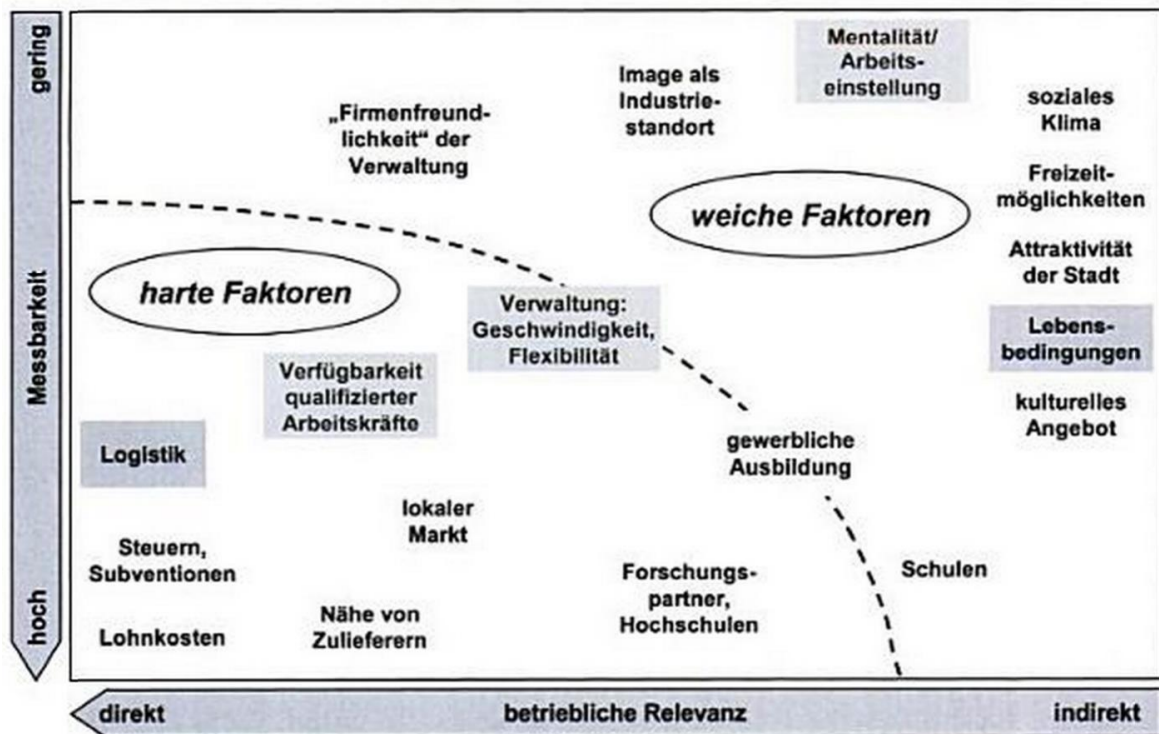 gering
Messbarkeit
hoch
Mentalität/
Arbeits-
einstellung
Image als
Industrie-
standort
soziales
Klima
„Firmenfreund-
lichkeit“ der
Verwaltung
Freizeit-
möglichkeiten
weiche Faktoren
Attraktivität
der Stadt
harte Faktoren
Verwaltung:
Geschwindigkeit,
Flexibilität
Lebens-
bedingungen
Verfügbarkeit
qualifizierter
Arbeitskräfte
kulturelles
Angebot
Logistik
gewerbliche
Ausbildung
lokaler
Markt
Steuern,
Subventionen
Forschungs-
partner,
Hochschulen
Schulen
Lohnkosten
Nähe von
Zulieferern
direkt
betriebliche Relevanz
indirekt